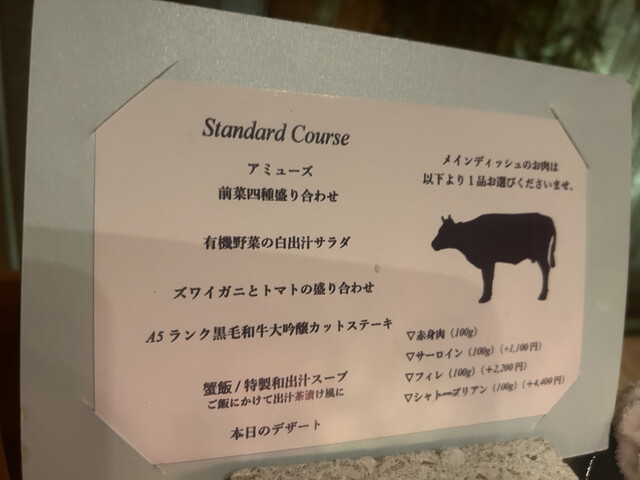 Standard Course
アミューズ
前菜四種盛り合わせ
有機野菜の白出汁サラダ
ズワイガニとトマトの盛り合わせ
A5 ランク黒毛和牛大吟醸カットステーキ
蟹飯 / 特製和出汁スープ
ご飯にかけて出汁茶漬け風に
本日のデザート
メインディッシュのお肉は
以下より1品お選びくださいませ。
▽赤身肉 (100g)
▽サーロイン (100g) (+1,100円)
▽フィレ (100g) (+2,200円)
▽シャトーブリアン (100g) (+4,400円)